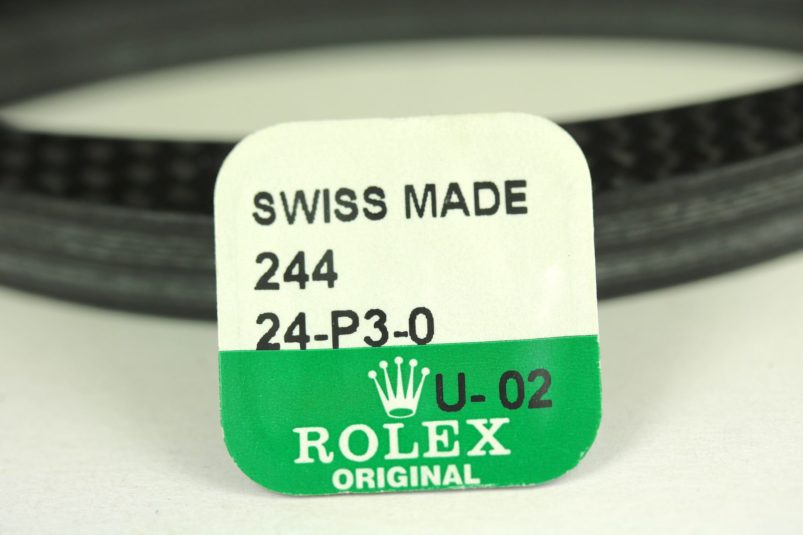 SWISS MADE
244
24-P3-0
U- 02
ROLEX
ORIGINAL